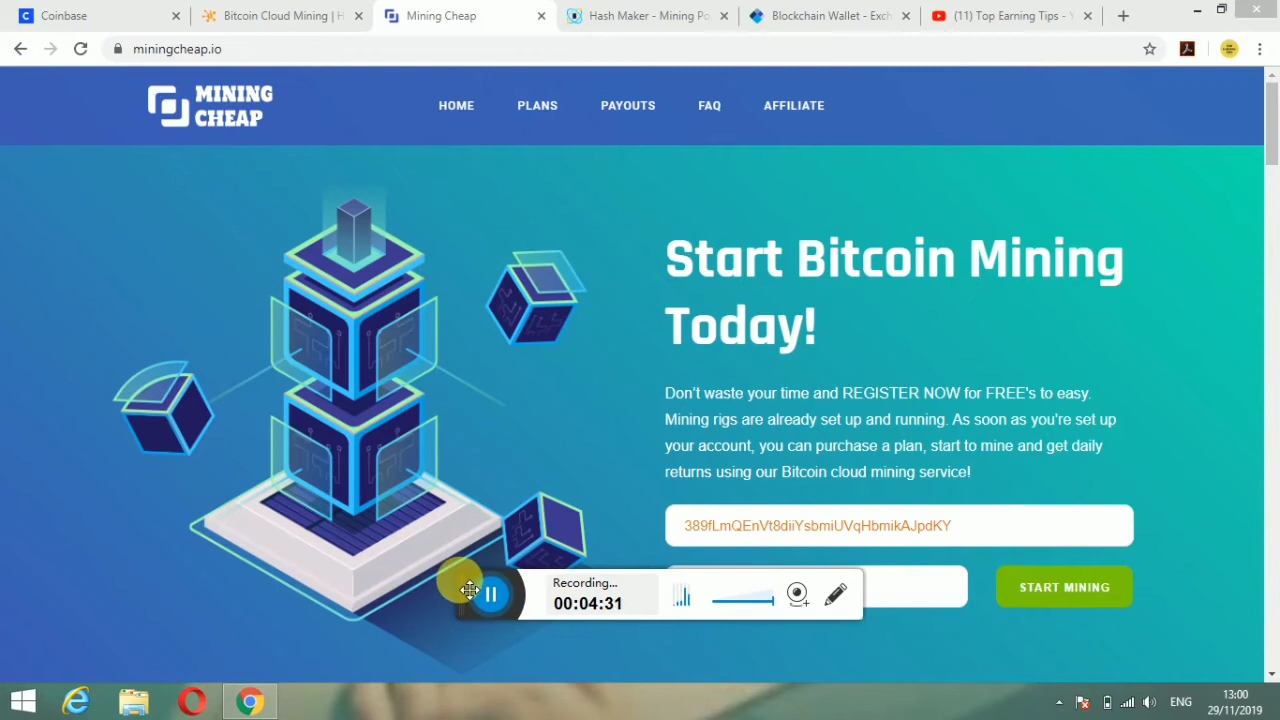 Coinbase
Bitcoin Cloud Mining | H
Mining Cheap
Hash Maker - Mining Po
Blockchain Wallet - Exch
(11) Top Earning Tips - Y
miningcheap.io
MINING
CHEAP
HOME
PLANS
PAYOUTS
FAQ
AFFILIATE
Start Bitcoin Mining
Today!
Don't waste your time and REGISTER NOW for FREE's to easy.
Mining rigs are already set up and running. As soon as you're set up
your account, you can purchase a plan, start to mine and get daily
returns using our Bitcoin cloud mining service!
389fLmQEnVt8diiYsbmiUVqHbmikAJpdKY
Recording...
00:04:31
START MINING
ENG
13:00
29/11/2019